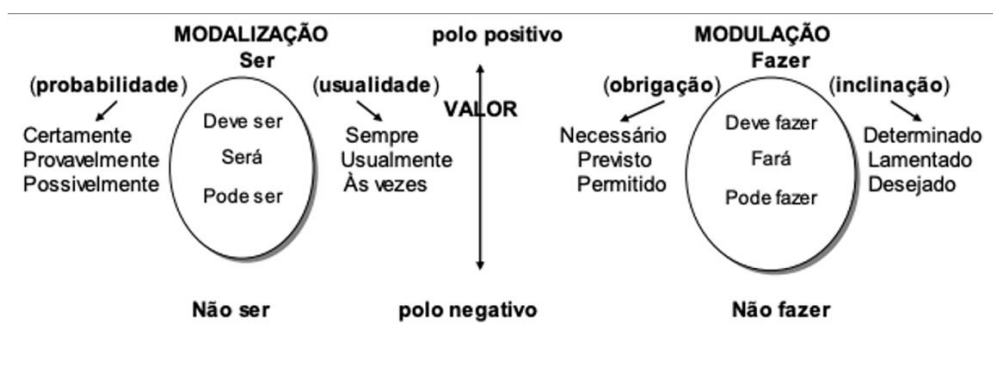 MODALIZAÇÃO
polo positivo
MODULAÇÃO
Ser
Fazer
(probabilidade)
(usualidade)
(obrigação)
(inclinação)
VALOR
Certamente
Provavelmente
Possivelmente
Deve ser
Será
Pode ser
Sempre
Usualmente
Às vezes
Necessário
Previsto
Permitido
Deve fazer
Fará
Pode fazer
Determinado
Lamentado
Desejado
Não ser
polo negativo
Não fazer